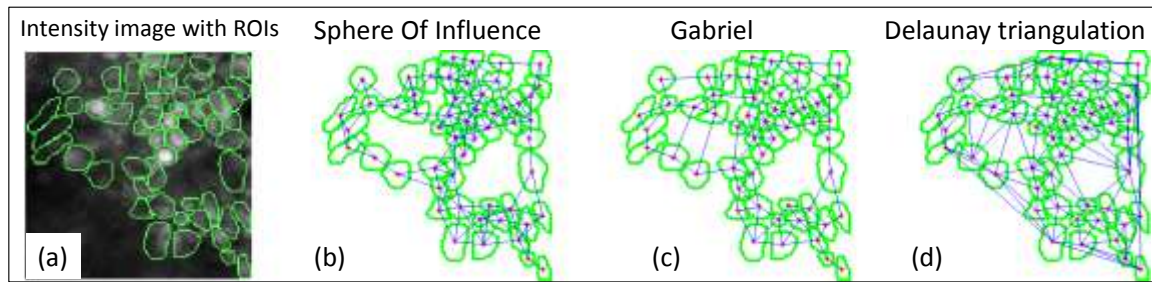 Intensity image with ROIs
Sphere Of Influence
Gabriel
Delaunay triangulation
(a)
(b)
(c)
(d)